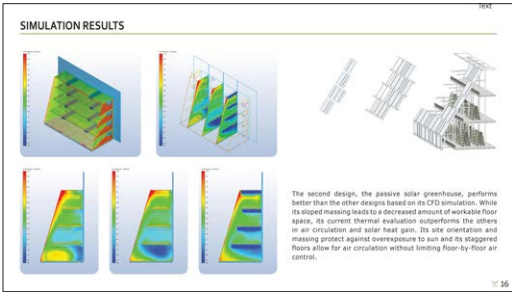 Text
SIMULATION RESULTS
The second design, the passive solar greenhouse, performs
better than the other designs based on its CFD simulation. While
its sloped massing leads to a decreased amount of workable floor
space, its current thermal evaluation outperforms the others
in air circulation and solar heat gain. Its site orientation and
massing protect against overexposure to sun and its staggered
floors allow for air circulation without limiting floor-by-floor air
control.
16